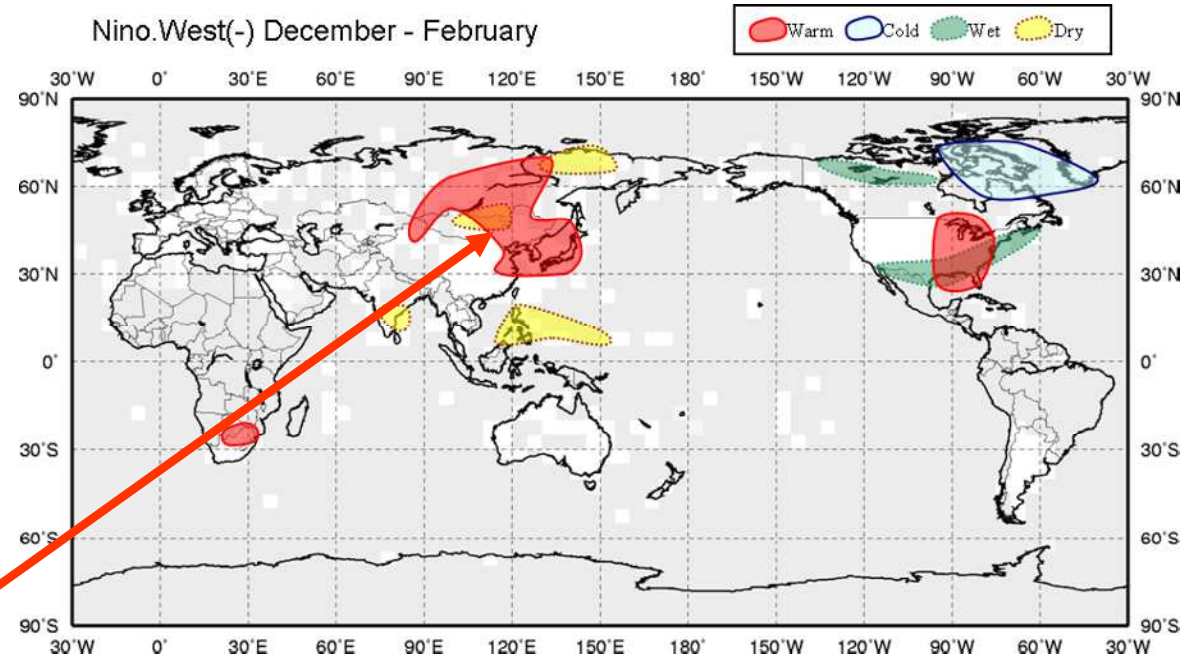 Nino.West(-) December - February
Warm Cold Wet Dry
30˚W 0˚ 30˚E 60˚E 90˚E 120˚E 150˚E 180˚ 150˚W 120˚W 90˚W 60˚W 30˚W
90˚N 90˚N
60˚N 60˚N
30˚N 30˚N
0˚ 0˚
30˚S 30˚S
60˚S 60˚S
90˚S 90˚S
30˚W 0˚ 30˚E 60˚E 90˚E 120˚E 150˚E 180˚ 150˚W 120˚W 90˚W 60˚W 30˚W